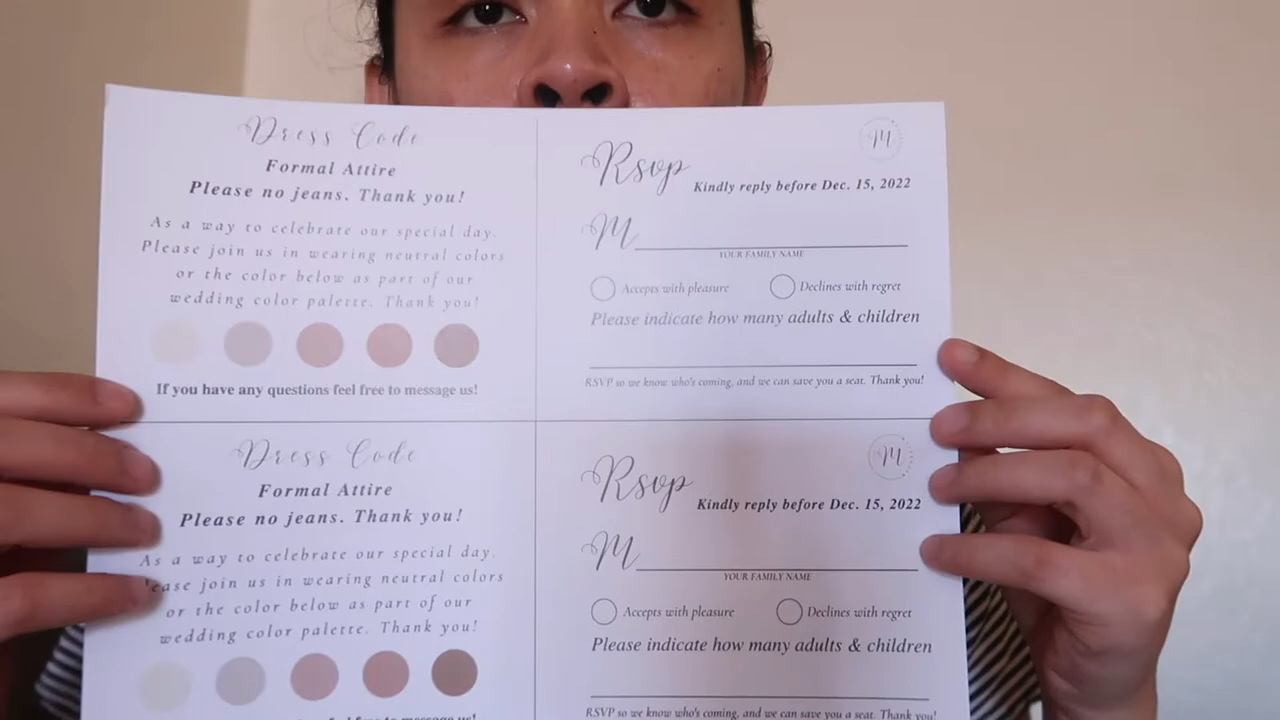 Dress Code
Formal Attire
Please no jeans. Thank you!
As a way to celebrate our special day.
Please join us in wearing neutral colors
or the color below as part of our
wedding color palette. Thank you!
If you have any questions feel free to message us!
M
Rsvp
Kindly reply before Dec. 15, 2022
M
YOUR FAMILY NAME
Accepts with pleasure Declines with regret
Please indicate how many adults & children
RSVP so we know who's coming, and we can save you a seat. Thank you!
Dress Code
Formal Attire
Please no jeans. Thank you!
As a way to celebrate our special day.
ease join us in wearing neutral colors
or the color below as part of our
wedding color palette. Thank you!
M
Rsvp
Kindly reply before Dec. 15, 2022
M
YOUR FAMILY NAME
Accepts with pleasure Declines with regret
Please indicate how many adults & children
RSVP so we know who's coming, and we can save you a seat. Thank you!